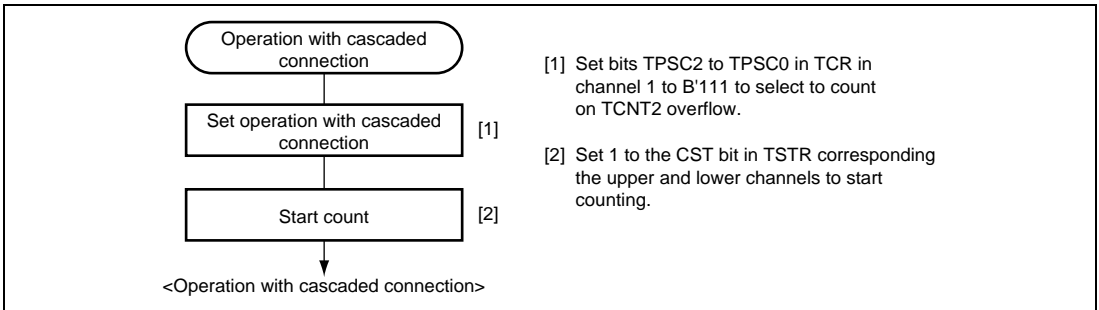 Operation with cascaded
connection
Set operation with cascaded
connection
[1]
Start count
[2]
<Operation with cascaded connection>
[1] Set bits TPSC2 to TPSC0 in TCR in
channel 1 to B'111 to select to count
on TCNT2 overflow.
[2] Set 1 to the CST bit in TSTR corresponding
the upper and lower channels to start
counting.